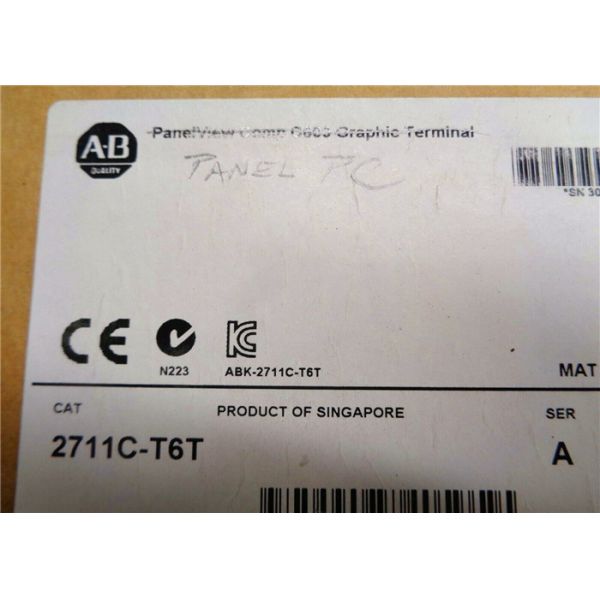 PanelView Comp C600 Graphic Terminal
A-B
QUALITY
PANEL PC
*SN 30
CE
N223
ABK-2711C-T6T
MAT
CAT
PRODUCT OF SINGAPORE
SER
2711C-T6T
A